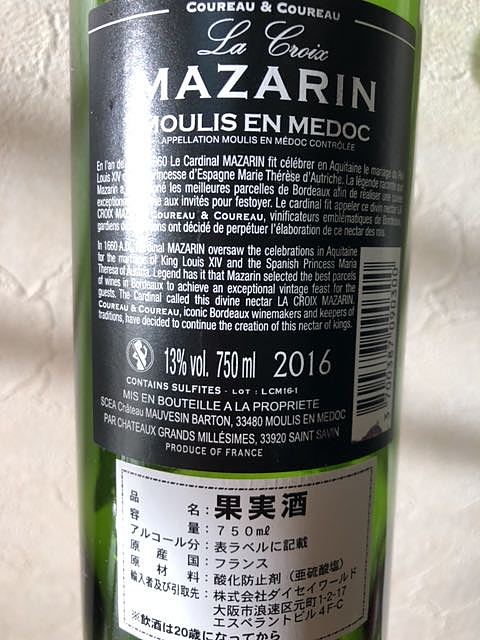 COUREAU & COUREAU
La Croix
MAZARIN
MOULIS EN MEDOC
APPELLATION MOULIS EN MÉDOC CONTRÔLÉE
En l'an de 1660 Le Cardinal MAZARIN fit célébrer en Aquitaine le mariage du
Louis XIV princesse d'Espagne Marie Thérèse d'Autriche. La légende raconte
Mazarin a les meilleures parcelles de Bordeaux afin de réaliser une
exception aux invités pour festoyer. Le cardinal fit appeler ce divin nectar LA
CROIX MAZ COUREAU & COUREAU, vinificateurs emblématiques de Bordeaux
gardiens ons ont décidé de perpétuer l'élaboration de ce nectar des rois.
In 1660 A.D. Cardinal MAZARIN oversaw the celebrations in Aquitaine
for the marriage of King Louis XIV and the Spanish Princess Maria
Theresa of Austria. Legend has it that Mazarin selected the best parcels
of wines in Bordeaux to achieve an exceptional vintage feast for the
guests. The Cardinal called this divine nectar LA CROIX MAZARIN.
COUREAU & COUREAU, iconic Bordeaux winemakers and keepers of
traditions, have decided to continue the creation of this nectar of kings.
13% vol. 750 ml 2016
CONTAINS SULFITES - LOT : LCM16-1
MIS EN BOUTEILLE A LA PROPRIETE
SCEA Château MAUVESIN BARTON, 33480 MOULIS EN MEDOC
PAR CHATEAUX GRANDS MILLÉSIMES, 33920 SAINT SAVIN
PRODUCE OF FRANCE
品名：果実酒
容量：７５０㎖
アルコール分：表ラベルに記載
原産国：フランス
原材料：酸化防止剤（亜硫酸塩）
輸入者及び引取先：株式会社ダイセイワールド
大阪市浪速区元町1-2-17
エスペラントビル４F-C
※飲酒は20歳になってから